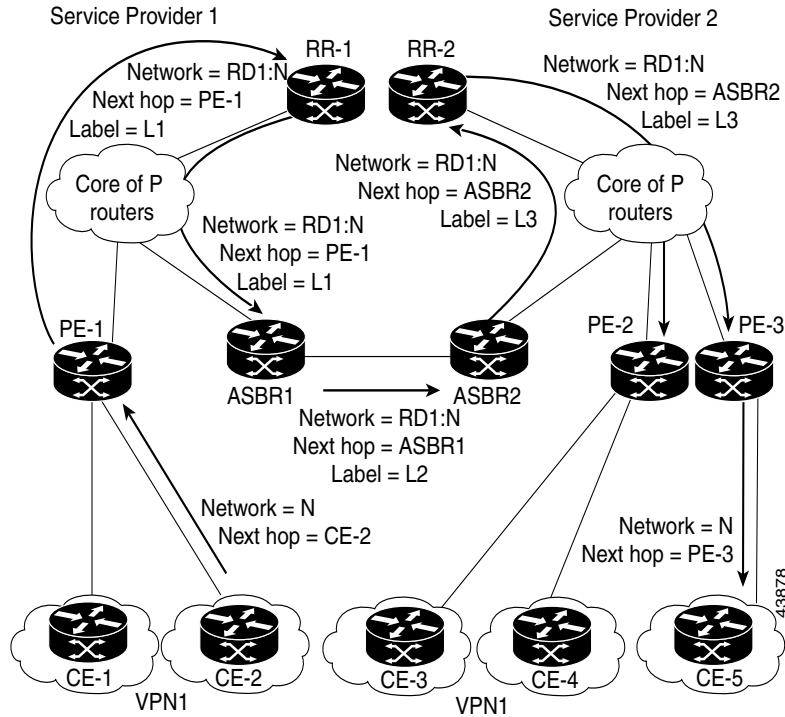 Service Provider 1
Service Provider 2
RR-1
RR-2
Network = RD1:N
Next hop = PE-1
Label = L1
Network = RD1:N
Next hop = ASBR2
Label = L3
Core of P
routers
Network = RD1:N
Next hop = ASBR2
Label = L3
Core of P
routers
Network = RD1:N
Next hop = PE-1
Label = L1
PE-1
PE-2
PE-3
ASBR1
ASBR2
Network = RD1:N
Next hop = ASBR1
Label = L2
Network = N
Next hop = CE-2
Network = N
Next hop = PE-3
43878
CE-1
CE-2
CE-3
CE-4
CE-5
VPN1
VPN1